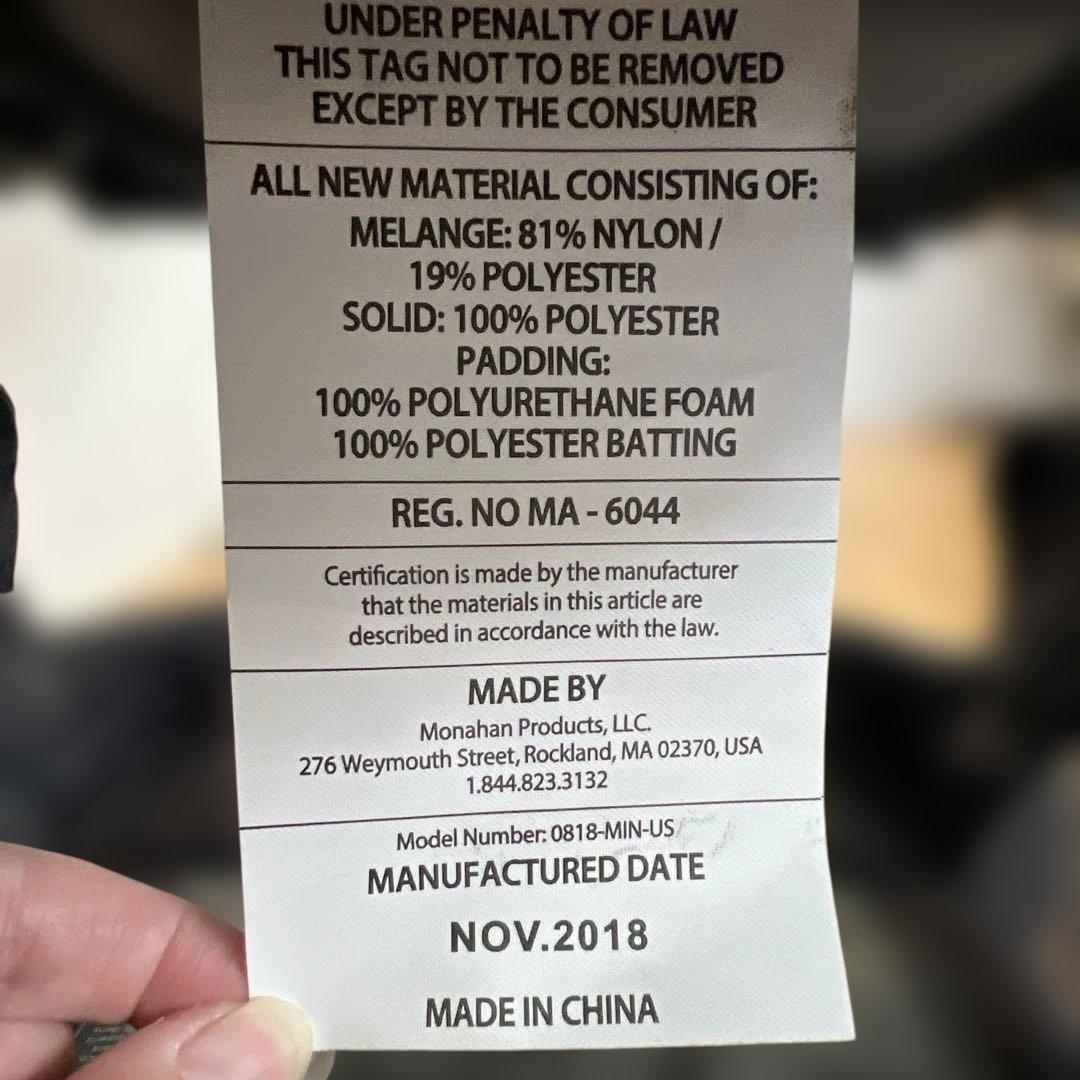 UNDER PENALTY OF LAW
THIS TAG NOT TO BE REMOVED
EXCEPT BY THE CONSUMER
ALL NEW MATERIAL CONSISTING OF:
MELANGE: 81% NYLON /
19% POLYESTER
SOLID: 100% POLYESTER
PADDING:
100% POLYURETHANE FOAM
100% POLYESTER BATTING
REG. NO MA - 6044
Certification is made by the manufacturer
that the materials in this article are
described in accordance with the law.
MADE BY
Monahan Products, LLC.
276 Weymouth Street, Rockland, MA 02370, USA
1.844.823.3132
Model Number: 0818-MIN-US
MANUFACTURED DATE
NOV.2018
MADE IN CHINA